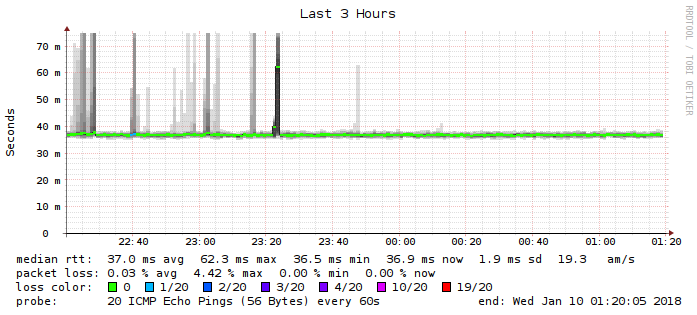 Last 3 Hours
RRDTOOL / TOBI OETIKER
Seconds
70 m
60 m
50 m
40 m
30 m
20 m
10 m
0
22:40 23:00 23:20 23:40 00:00 00:20 00:40 01:00 01:20
median rtt: 37.0 ms avg 62.3 ms max 36.5 ms min 36.9 ms now 1.9 ms sd 19.3 am/s
packet loss: 0.03 % avg 4.42 % max 0.00 % min 0.00 % now
loss color: 0 1/20 2/20 3/20 4/20 10/20 19/20
probe: 20 ICMP Echo Pings (56 Bytes) every 60s end: Wed Jan 10 01:20:05 2018